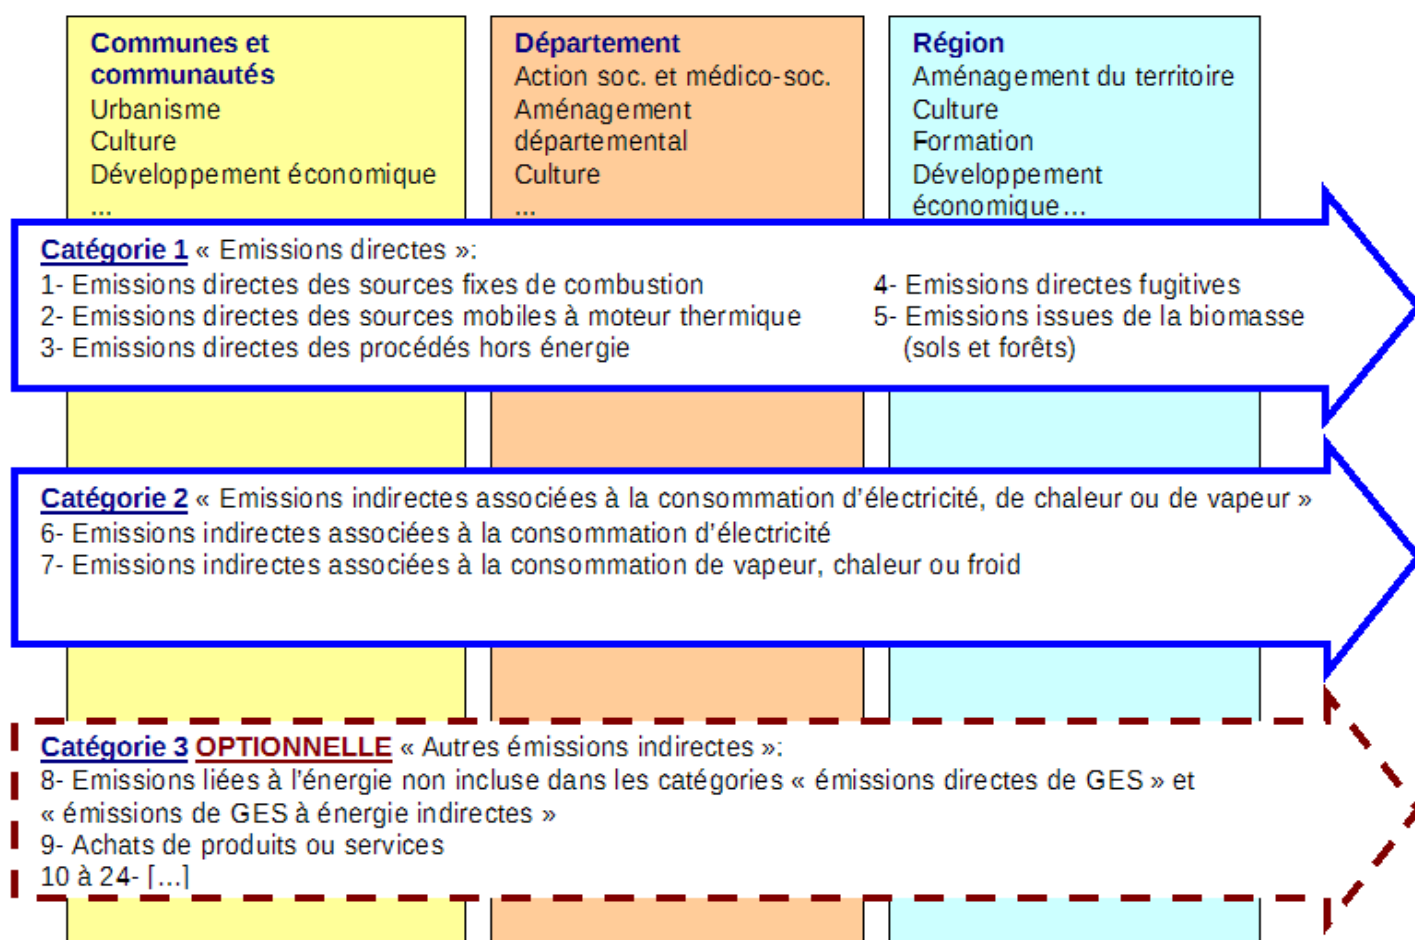 Communes et
communautés
Urbanisme
Culture
Développement économique
...
Département
Action soc. et médico-soc.
Aménagement
départemental
Culture
...
Région
Aménagement du territoire
Culture
Formation
Développement
économique...
Catégorie 1 « Emissions directes »:
1- Emissions directes des sources fixes de combustion
2- Emissions directes des sources mobiles à moteur thermique
3- Emissions directes des procédés hors énergie
4- Emissions directes fugitives
5- Emissions issues de la biomasse
(sols et forêts)
Catégorie 2 « Emissions indirectes associées à la consommation d’électricité, de chaleur ou de vapeur »
6- Emissions indirectes associées à la consommation d’électricité
7- Emissions indirectes associées à la consommation de vapeur, chaleur ou froid
Catégorie 3 OPTIONNELLE « Autres émissions indirectes »:
8- Emissions liées à l’énergie non incluse dans les catégories « émissions directes de GES » et
« émissions de GES à énergie indirectes »
9- Achats de produits ou services
10 à 24- [...]